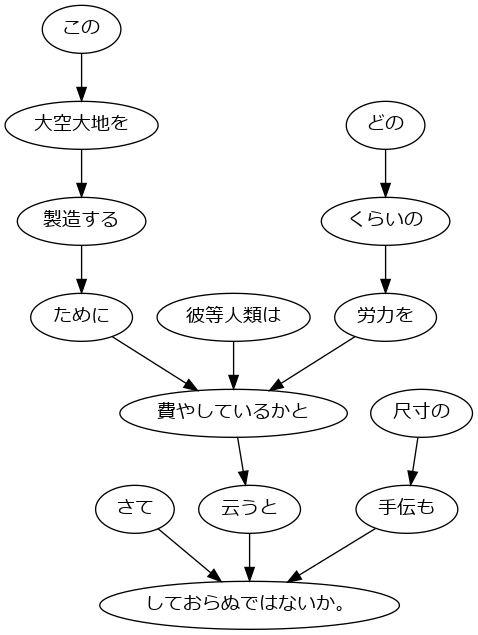 この
大空大地を
どの
製造する
くらいの
ために
彼等人類は
労力を
費やしているかと
尺寸の
さて
云うと
手伝も
しておらぬではないか。